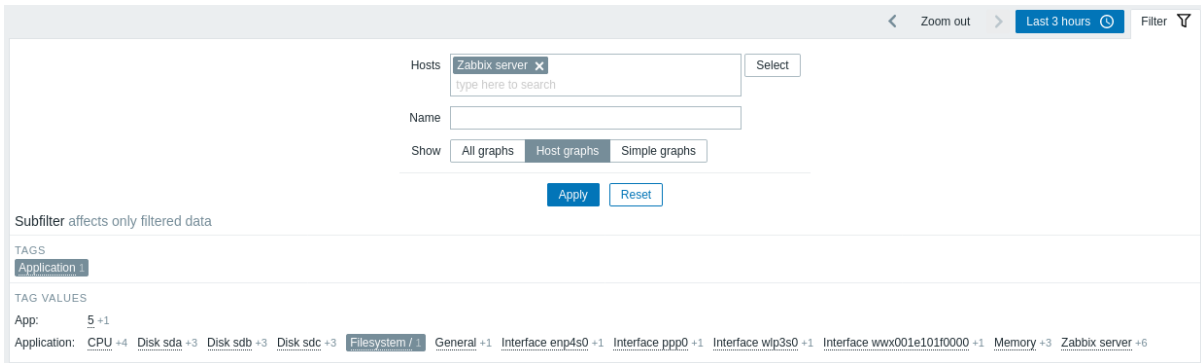 Zoom out Last 3 hours Filter
Hosts Zabbix server Select
type here to search
Name
Show All graphs Host graphs Simple graphs
Apply Reset
Subfilter affects only filtered data
TAGS
Application 1
TAG VALUES
App: 5 +1
Application: CPU +4 Disk sda +3 Disk sdb +3 Disk sdc +3 Filesystem / 1 General +1 Interface enp4s0 +1 Interface ppp0 +1 Interface wlp3s0 +1 Interface wwx001e101f0000 +1 Memory +3 Zabbix server +6